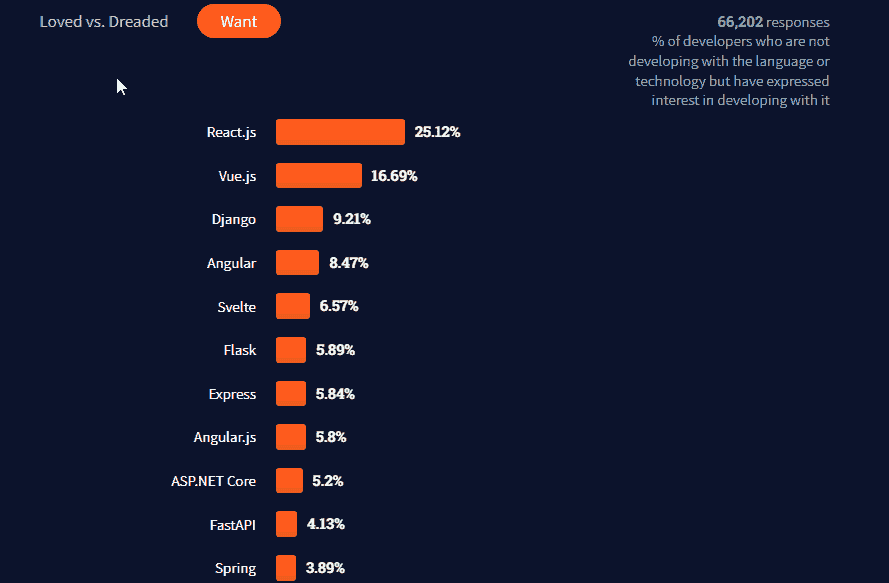 Loved vs. Dreaded
Want
66,202 responses
% of developers who are not
developing with the language or
technology but have expressed
interest in developing with it
React.js 25.12%
Vue.js 16.69%
Django 9.21%
Angular 8.47%
Svelte 6.57%
Flask 5.89%
Express 5.84%
Angular.js 5.8%
ASP.NET Core 5.2%
FastAPI 4.13%
Spring 3.89%